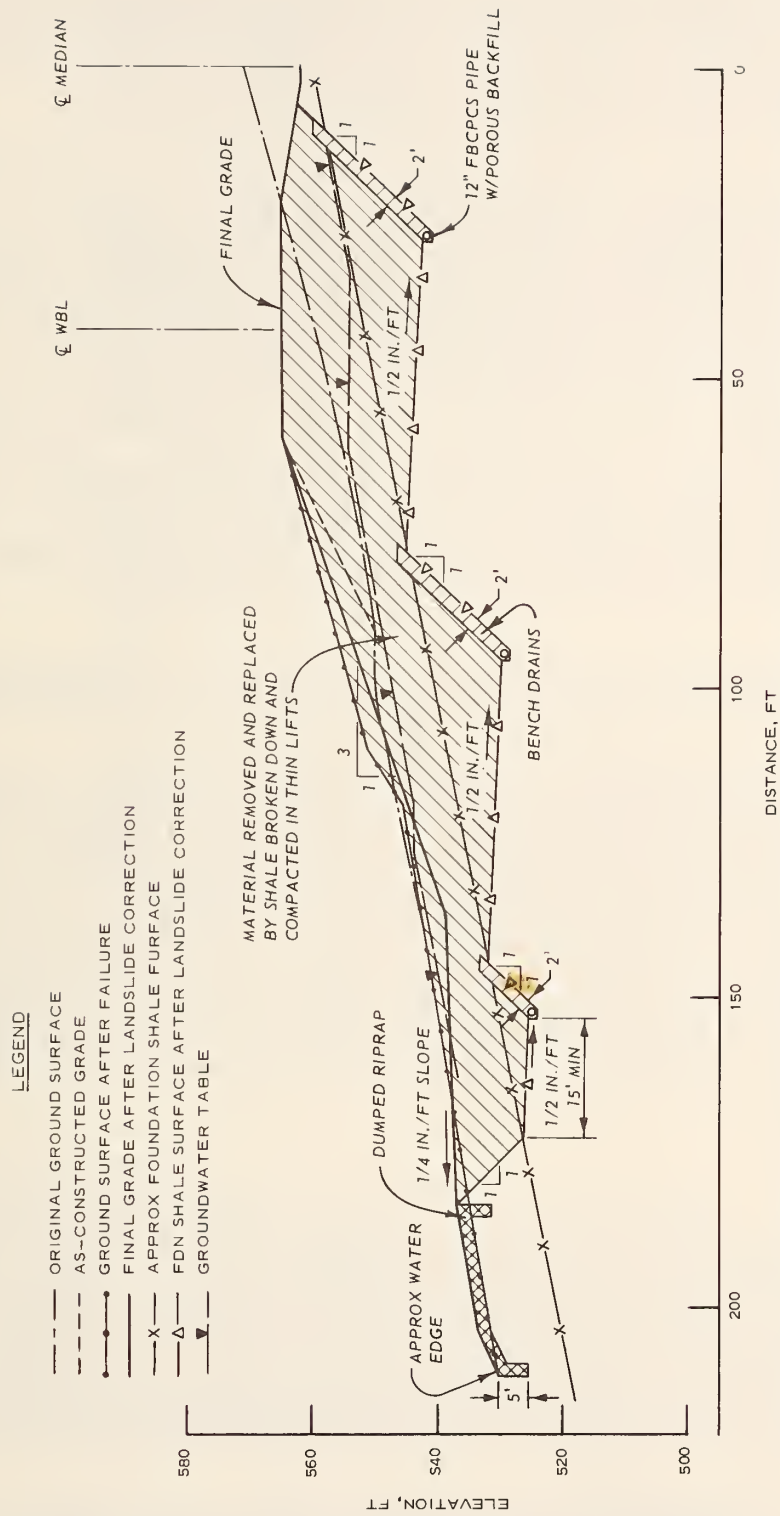 LEGEND
ORIGINAL GROUND SURFACE
AS-CONSTRUCTED GRADE
GROUND SURFACE AFTER FAILURE
FINAL GRADE AFTER LANDSLIDE CORRECTION
APPROX FOUNDATION SHALE FURFACE
FDN SHALE SURFACE AFTER LANDSLIDE CORRECTION
GROUNDWATER TABLE
℄ MEDIAN
℄ WBL
FINAL GRADE
MATERIAL REMOVED AND REPLACED
BY SHALE BROKEN DOWN AND
COMPACTED IN THIN LIFTS
DUMPED RIPRAP
1/4 IN./FT SLOPE
APPROX WATER
EDGE
5'
1
1
1/2 IN./FT
15' MIN
1
1
2'
3
1
1/2 IN./FT
BENCH DRAINS
1
1
2'
1/2 IN./FT
1
1
2'
12" FBCPCS PIPE
W/POROUS BACKFILL
ELEVATION, FT
580
560
540
520
500
200
150
100
50
0
DISTANCE, FT